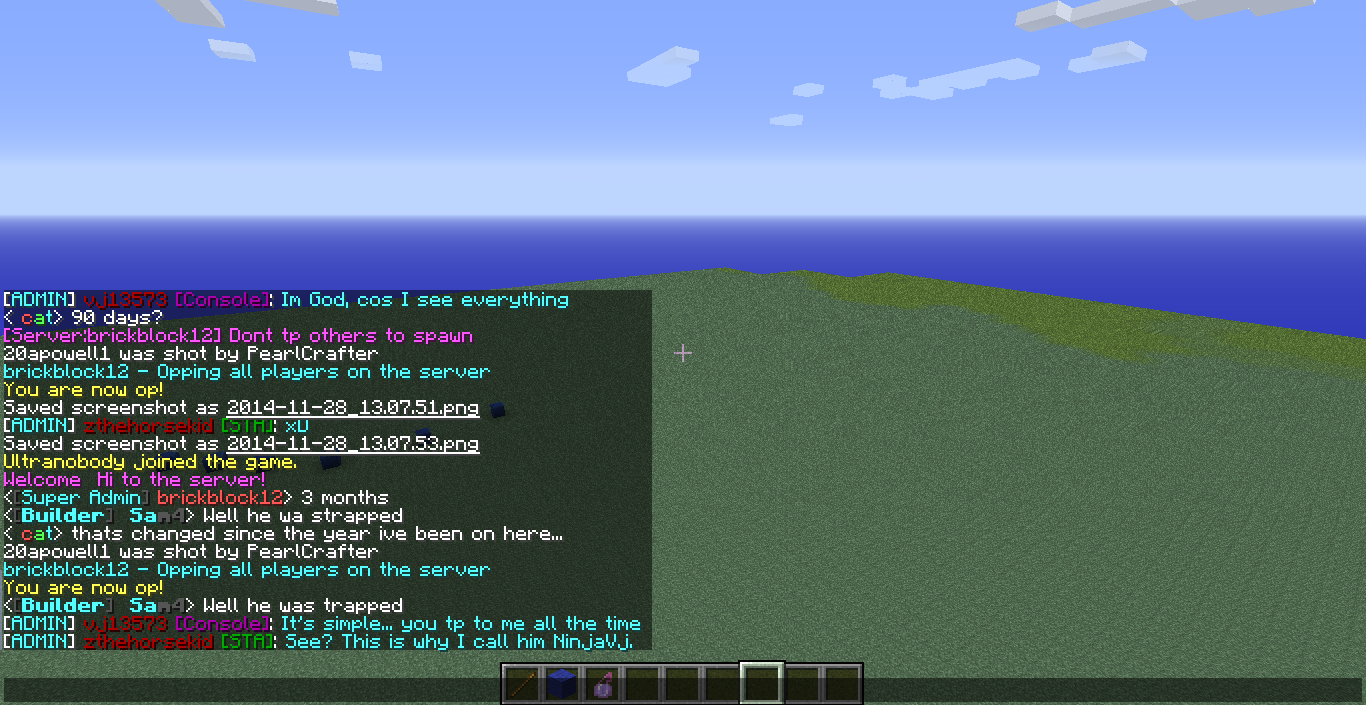 [ADMIN] vj13573 [Console]: Im God, cos I see everything
< cat> 90 days?
[Server:brickblock12] Dont tp others to spawn
20apowell1 was shot by PearlCrafter
brickblock12 - Opping all players on the server
You are now op!
Saved screenshot as 2014-11-28_13.07.51.png
[ADMIN] zthehorsekid [STA]: xD
Saved screenshot as 2014-11-28_13.07.53.png
Ultranobody joined the game.
Welcome  Hi to the server!
<[Super Admin] brickblock12> 3 months
<[Builder] Sam4> Well he wa strapped
< cat> thats changed since the year ive been on here...
20apowell1 was shot by PearlCrafter
brickblock12 - Opping all players on the server
You are now op!
<[Builder] Sam4> Well he was trapped
[ADMIN] vj13573 [Console]: It's simple... you tp to me all the time
[ADMIN] zthehorsekid [STA]: See? This is why I call him NinjaVj.